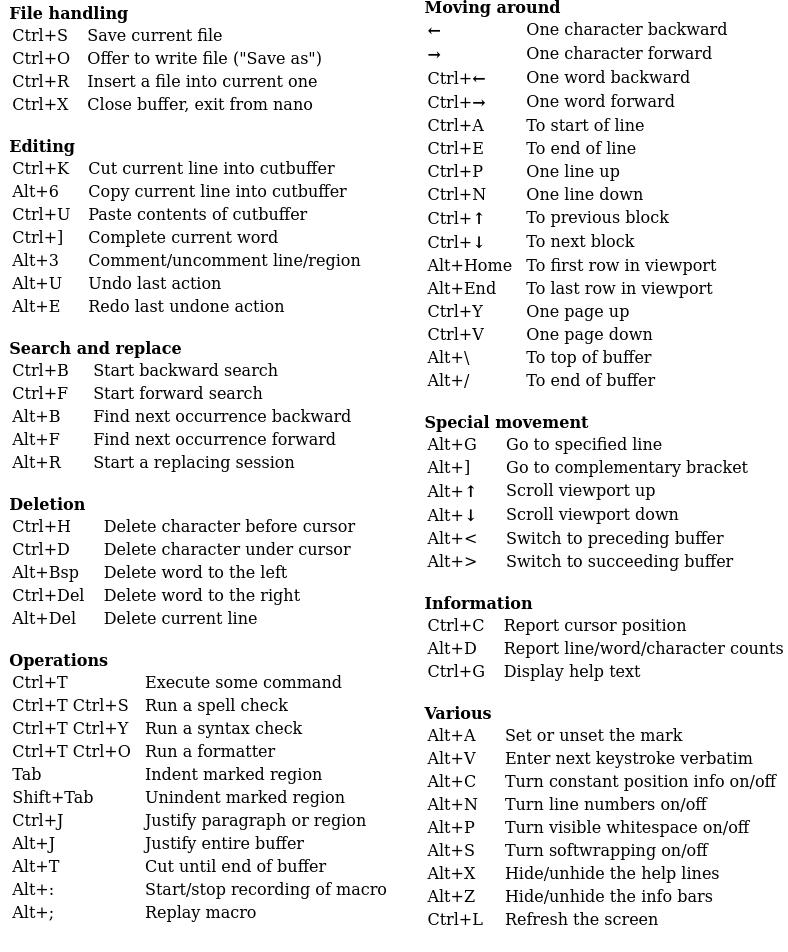 File handling
Ctrl+S Save current file
Ctrl+O Offer to write file ("Save as")
Ctrl+R Insert a file into current one
Ctrl+X Close buffer, exit from nano
Editing
Ctrl+K Cut current line into cutbuffer
Alt+6 Copy current line into cutbuffer
Ctrl+U Paste contents of cutbuffer
Ctrl+] Complete current word
Alt+3 Comment/uncomment line/region
Alt+U Undo last action
Alt+E Redo last undone action
Search and replace
Ctrl+B Start backward search
Ctrl+F Start forward search
Alt+B Find next occurrence backward
Alt+F Find next occurrence forward
Alt+R Start a replacing session
Deletion
Ctrl+H Delete character before cursor
Ctrl+D Delete character under cursor
Alt+Bsp Delete word to the left
Ctrl+Del Delete word to the right
Alt+Del Delete current line
Operations
Ctrl+T Execute some command
Ctrl+T Ctrl+S Run a spell check
Ctrl+T Ctrl+Y Run a syntax check
Ctrl+T Ctrl+O Run a formatter
Tab Indent marked region
Shift+Tab Unindent marked region
Ctrl+J Justify paragraph or region
Alt+J Justify entire buffer
Alt+T Cut until end of buffer
Alt+: Start/stop recording of macro
Alt+; Replay macro
Moving around
← One character backward
→ One character forward
Ctrl+← One word backward
Ctrl+→ One word forward
Ctrl+A To start of line
Ctrl+E To end of line
Ctrl+P One line up
Ctrl+N One line down
Ctrl+↑ To previous block
Ctrl+↓ To next block
Alt+Home To first row in viewport
Alt+End To last row in viewport
Ctrl+Y One page up
Ctrl+V One page down
Alt+\ To top of buffer
Alt+/ To end of buffer
Special movement
Alt+G Go to specified line
Alt+] Go to complementary bracket
Alt+↑ Scroll viewport up
Alt+↓ Scroll viewport down
Alt+< Switch to preceding buffer
Alt+> Switch to succeeding buffer
Information
Ctrl+C Report cursor position
Alt+D Report line/word/character counts
Ctrl+G Display help text
Various
Alt+A Set or unset the mark
Alt+V Enter next keystroke verbatim
Alt+C Turn constant position info on/off
Alt+N Turn line numbers on/off
Alt+P Turn visible whitespace on/off
Alt+S Turn softwrapping on/off
Alt+X Hide/unhide the help lines
Alt+Z Hide/unhide the info bars
Ctrl+L Refresh the screen